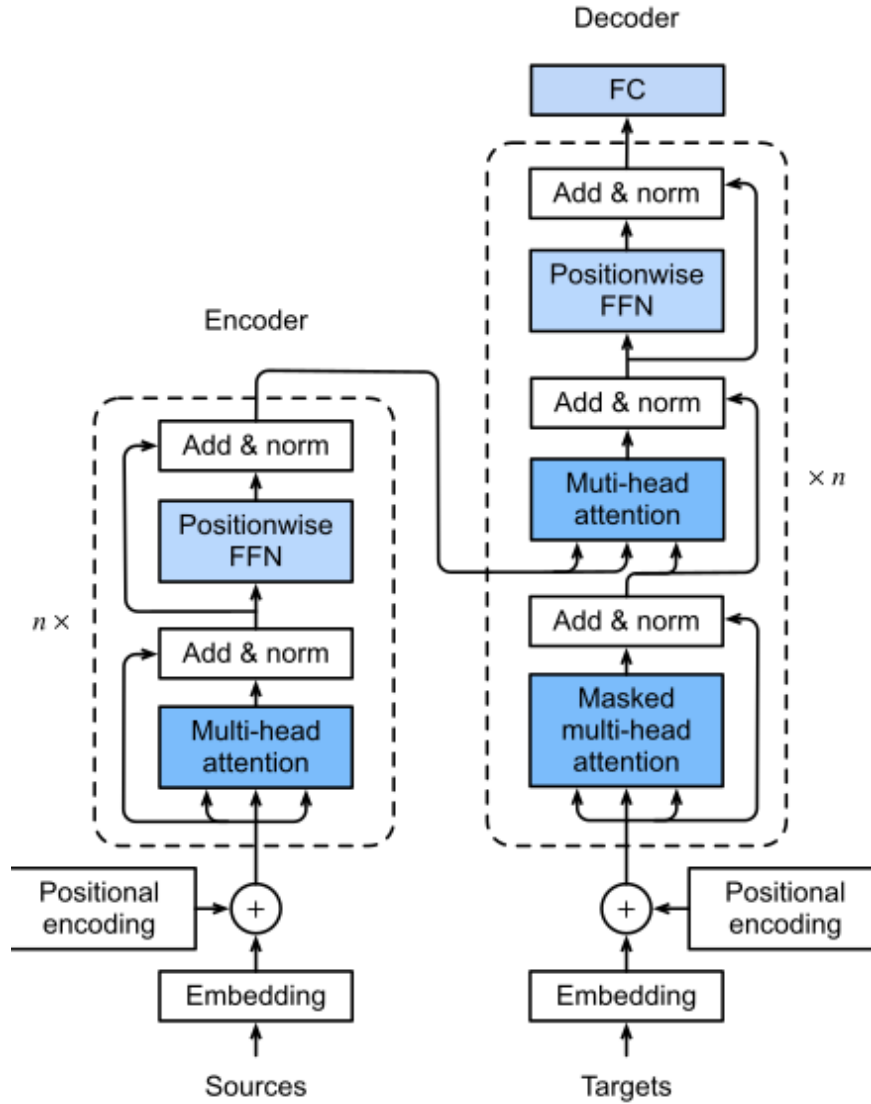 Decoder
FC
Add & norm
Positionwise
FFN
Add & norm
Muti-head
attention
× n
Add & norm
Masked
multi-head
attention
Positional
encoding
+
Embedding
Targets
Encoder
Add & norm
Positionwise
FFN
n ×
Add & norm
Multi-head
attention
Positional
encoding
+
Embedding
Sources